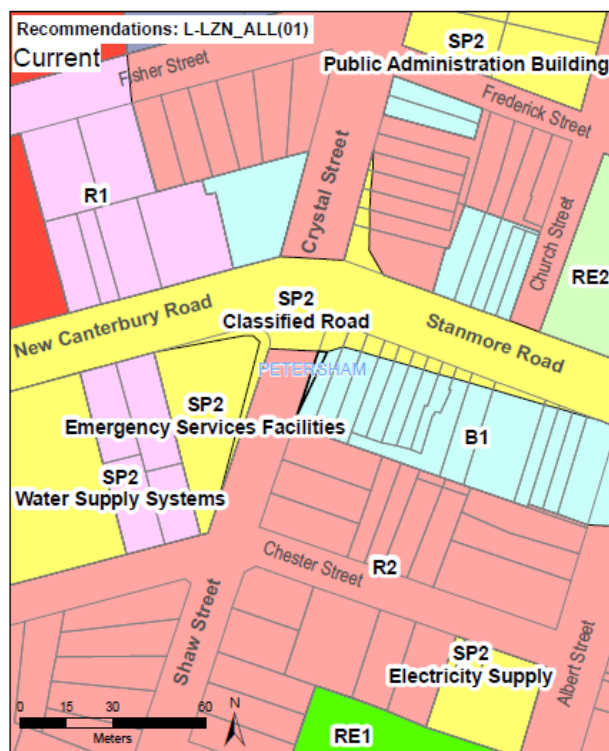 Recommendations: L-LZN_ALL(01)
Current
SP2
Public Administration Building
Fisher Street
Frederick Street
Crystal Street
R1
Church Street
RE2
SP2
Classified Road
New Canterbury Road
Stanmore Road
PETERSHAM
SP2
Emergency Services Facilities
B1
SP2
Water Supply Systems
Chester Street
R2
Shaw Street
SP2
Electricity Supply
Albert Street
0 15 30 60
Meters
N
RE1